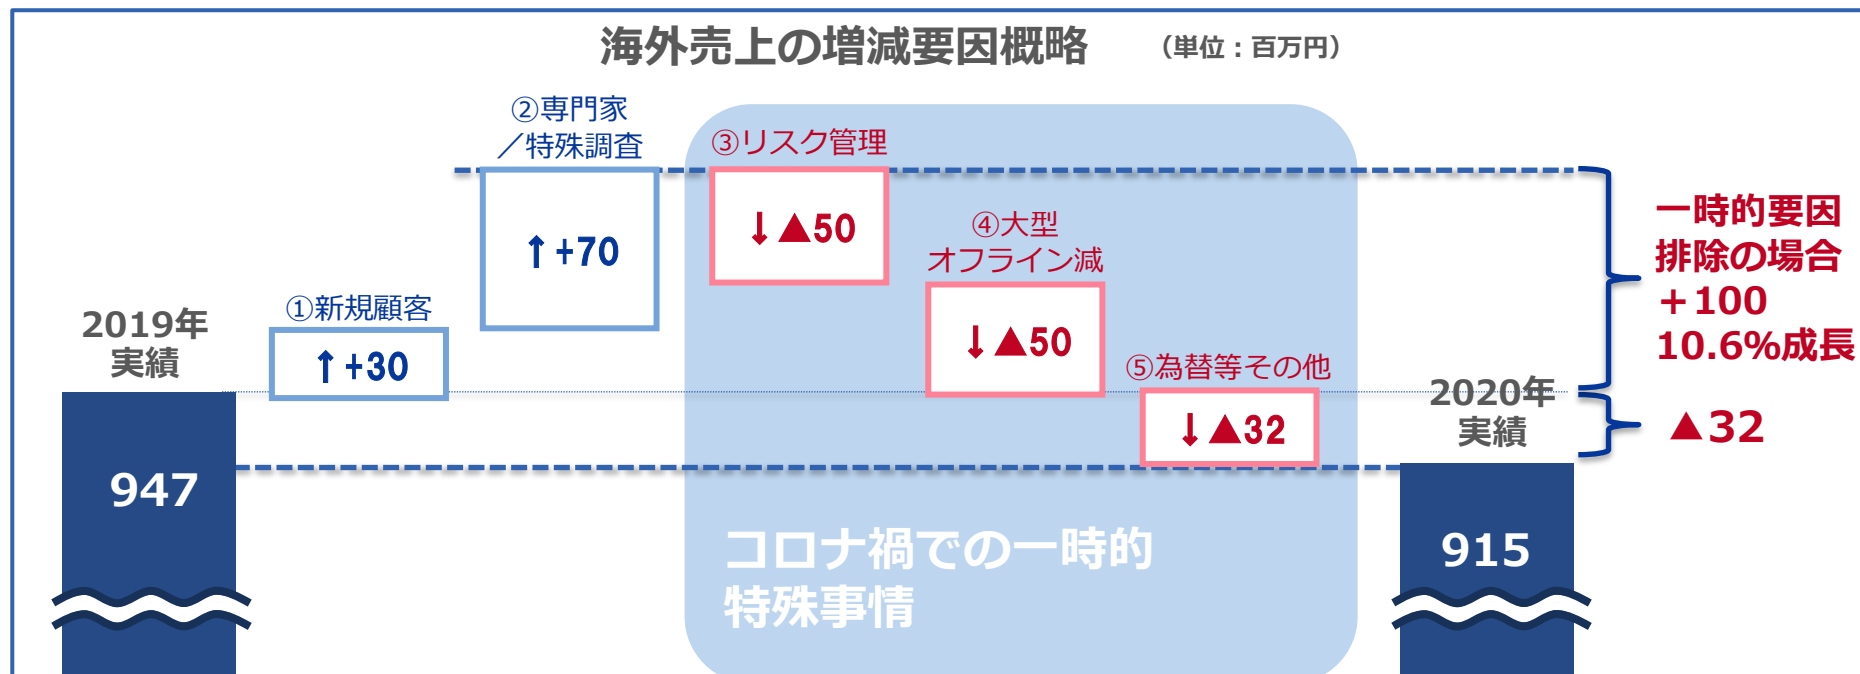 海外売上の増減要因概略 (単位:百万円)
②専門家
/特殊調査
↑+70
③リスク管理
↓▲50
④大型
オフライン減
↓▲50
①新規顧客
↑+30
⑤為替等その他
↓▲32
2019年
実績
947
2020年
実績
915
一時的要因
排除の場合
+100
10.6%成長
▲32
コロナ禍での一時的
特殊事情